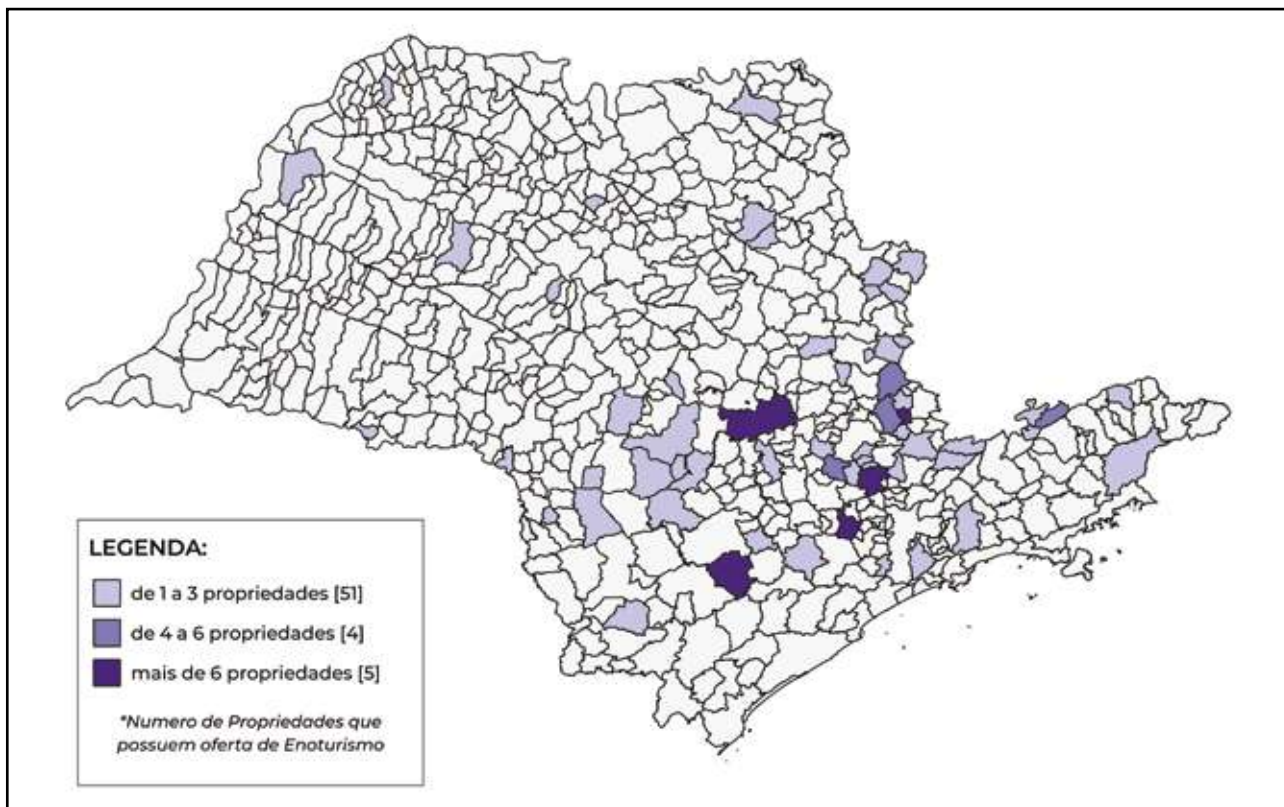 LEGENDA:
de 1 a 3 propriedades [51]
de 4 a 6 propriedades [4]
mais de 6 propriedades [5]
*Numero de Propriedades que
possuem oferta de Enoturismo